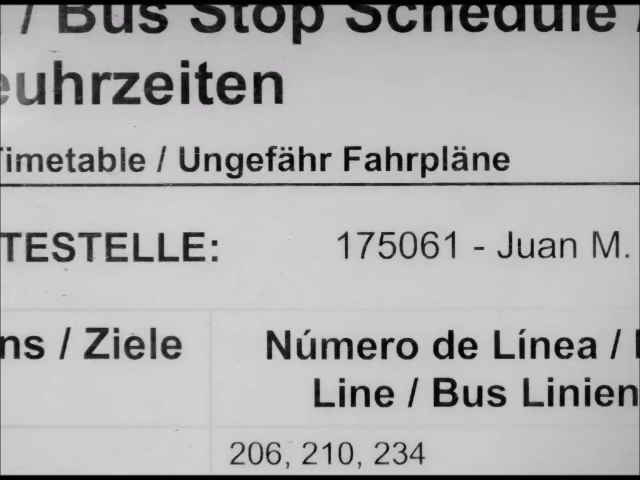 / Bus Stop Schedule /
euhrzeiten
Timetable / Ungefähr Fahrpläne
TESTELLE: 175061 - Juan M.
ns / Ziele Número de Línea /
Line / Bus Linien
206, 210, 234